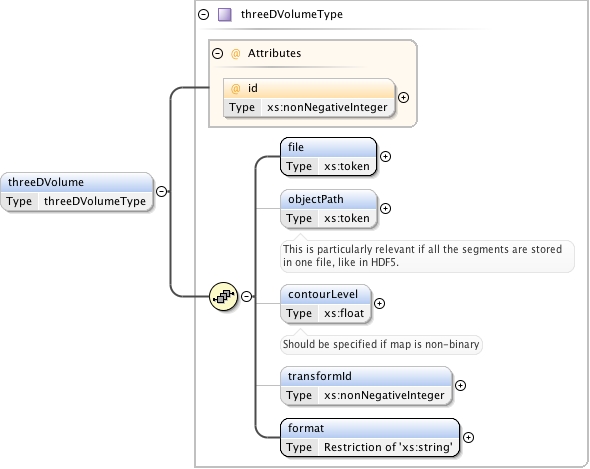 threeDVolumeType
@ Attributes
@ id
Type xs:nonNegativeInteger
file
Type xs:token
threeDVolume
Type threeDVolumeType
objectPath
Type xs:token
This is particularly relevant if all the segments are stored
in one file, like in HDF5.
contourLevel
Type xs:float
Should be specified if map is non-binary
transformId
Type xs:nonNegativeInteger
format
Type Restriction of 'xs:string'